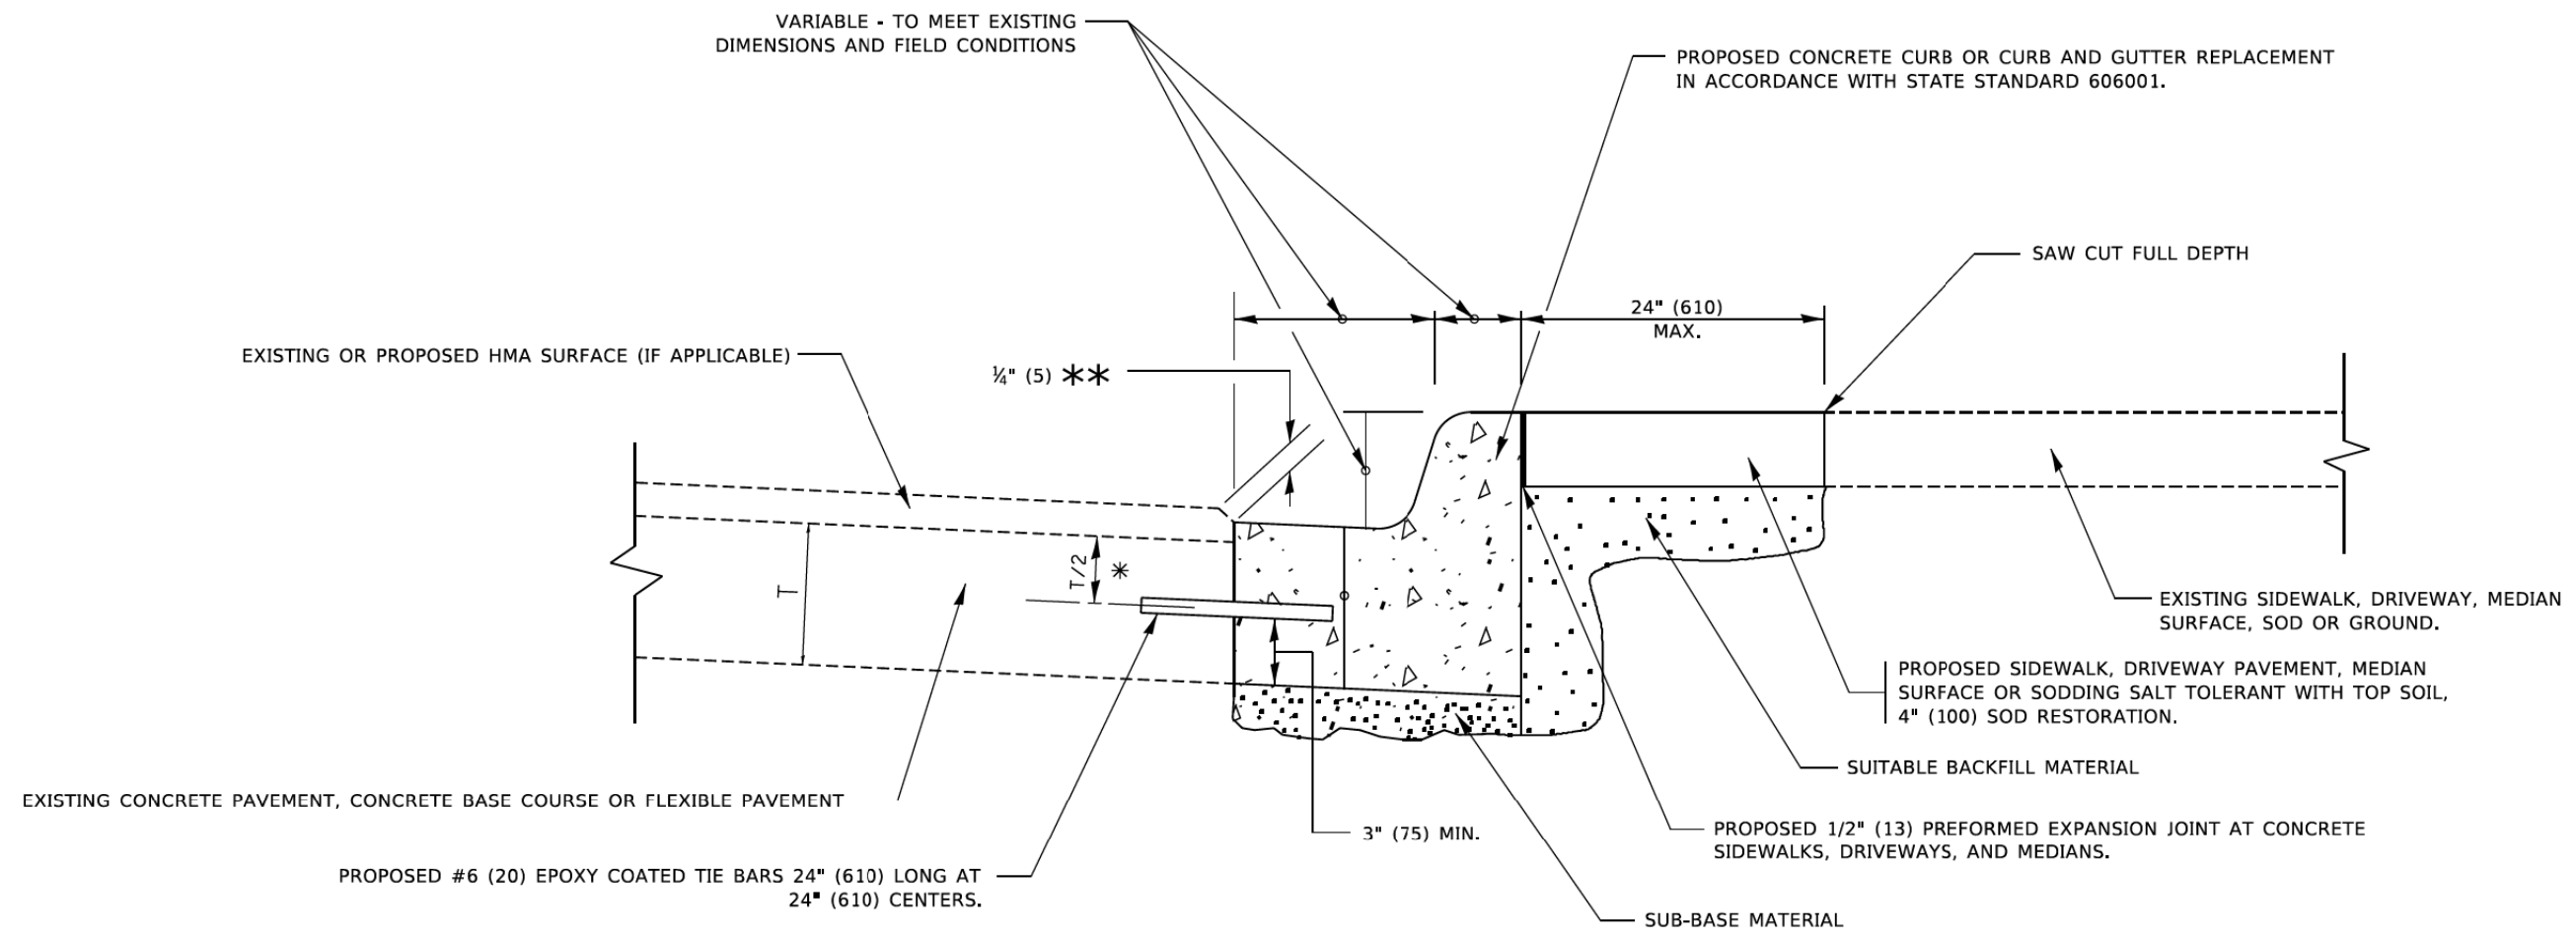 VARIABLE - TO MEET EXISTING
DIMENSIONS AND FIELD CONDITIONS
PROPOSED CONCRETE CURB OR CURB AND GUTTER REPLACEMENT
IN ACCORDANCE WITH STATE STANDARD 606001.
SAW CUT FULL DEPTH
24" (610)
MAX.
EXISTING OR PROPOSED HMA SURFACE (IF APPLICABLE)
¼" (5) **
T
T/2 *
EXISTING SIDEWALK, DRIVEWAY, MEDIAN
SURFACE, SOD OR GROUND.
PROPOSED SIDEWALK, DRIVEWAY PAVEMENT, MEDIAN
SURFACE OR SODDING SALT TOLERANT WITH TOP SOIL,
4" (100) SOD RESTORATION.
SUITABLE BACKFILL MATERIAL
EXISTING CONCRETE PAVEMENT, CONCRETE BASE COURSE OR FLEXIBLE PAVEMENT
3" (75) MIN.
PROPOSED 1/2" (13) PREFORMED EXPANSION JOINT AT CONCRETE
SIDEWALKS, DRIVEWAYS, AND MEDIANS.
PROPOSED #6 (20) EPOXY COATED TIE BARS 24" (610) LONG AT
24" (610) CENTERS.
SUB-BASE MATERIAL